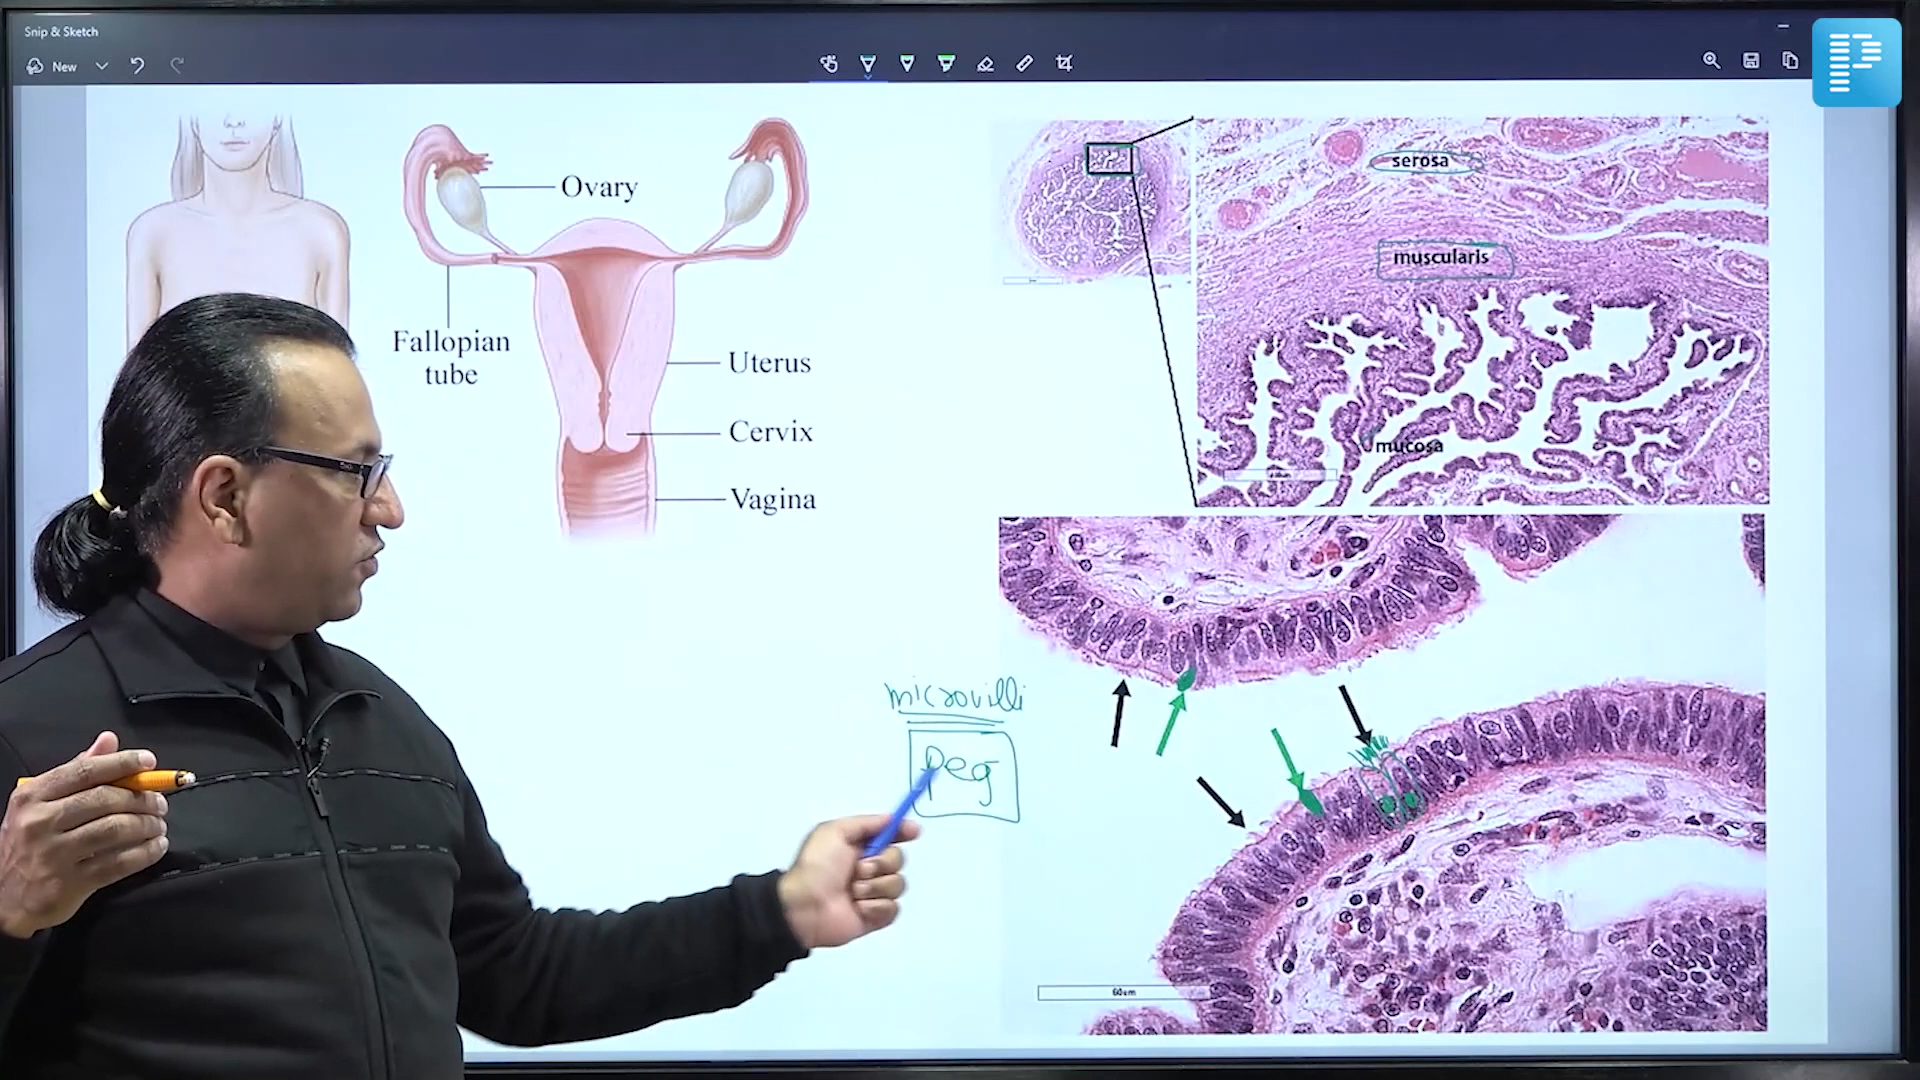 Snip & Sketch
New
Ovary
Fallopian
tube
Uterus
Cervix
Vagina
serosa
muscularis
mucosa
microvilli
peg
60um